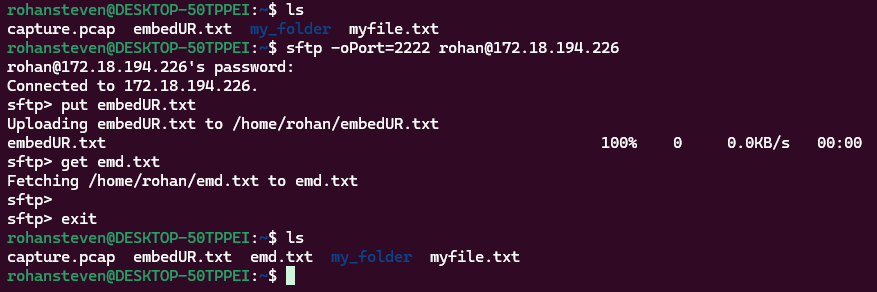 rohansteven@DESKTOP-50TPPEI:~$ ls
capture.pcap  embedUR.txt  my_folder  myfile.txt
rohansteven@DESKTOP-50TPPEI:~$ sftp -oPort=2222 rohan@172.18.194.226
rohan@172.18.194.226's password:
Connected to 172.18.194.226.
sftp> put embedUR.txt
Uploading embedUR.txt to /home/rohan/embedUR.txt
embedUR.txt                                                       100%    0     0.0KB/s   00:00
sftp> get emd.txt
Fetching /home/rohan/emd.txt to emd.txt
sftp>
sftp> exit
rohansteven@DESKTOP-50TPPEI:~$ ls
capture.pcap  embedUR.txt  emd.txt  my_folder  myfile.txt
rohansteven@DESKTOP-50TPPEI:~$